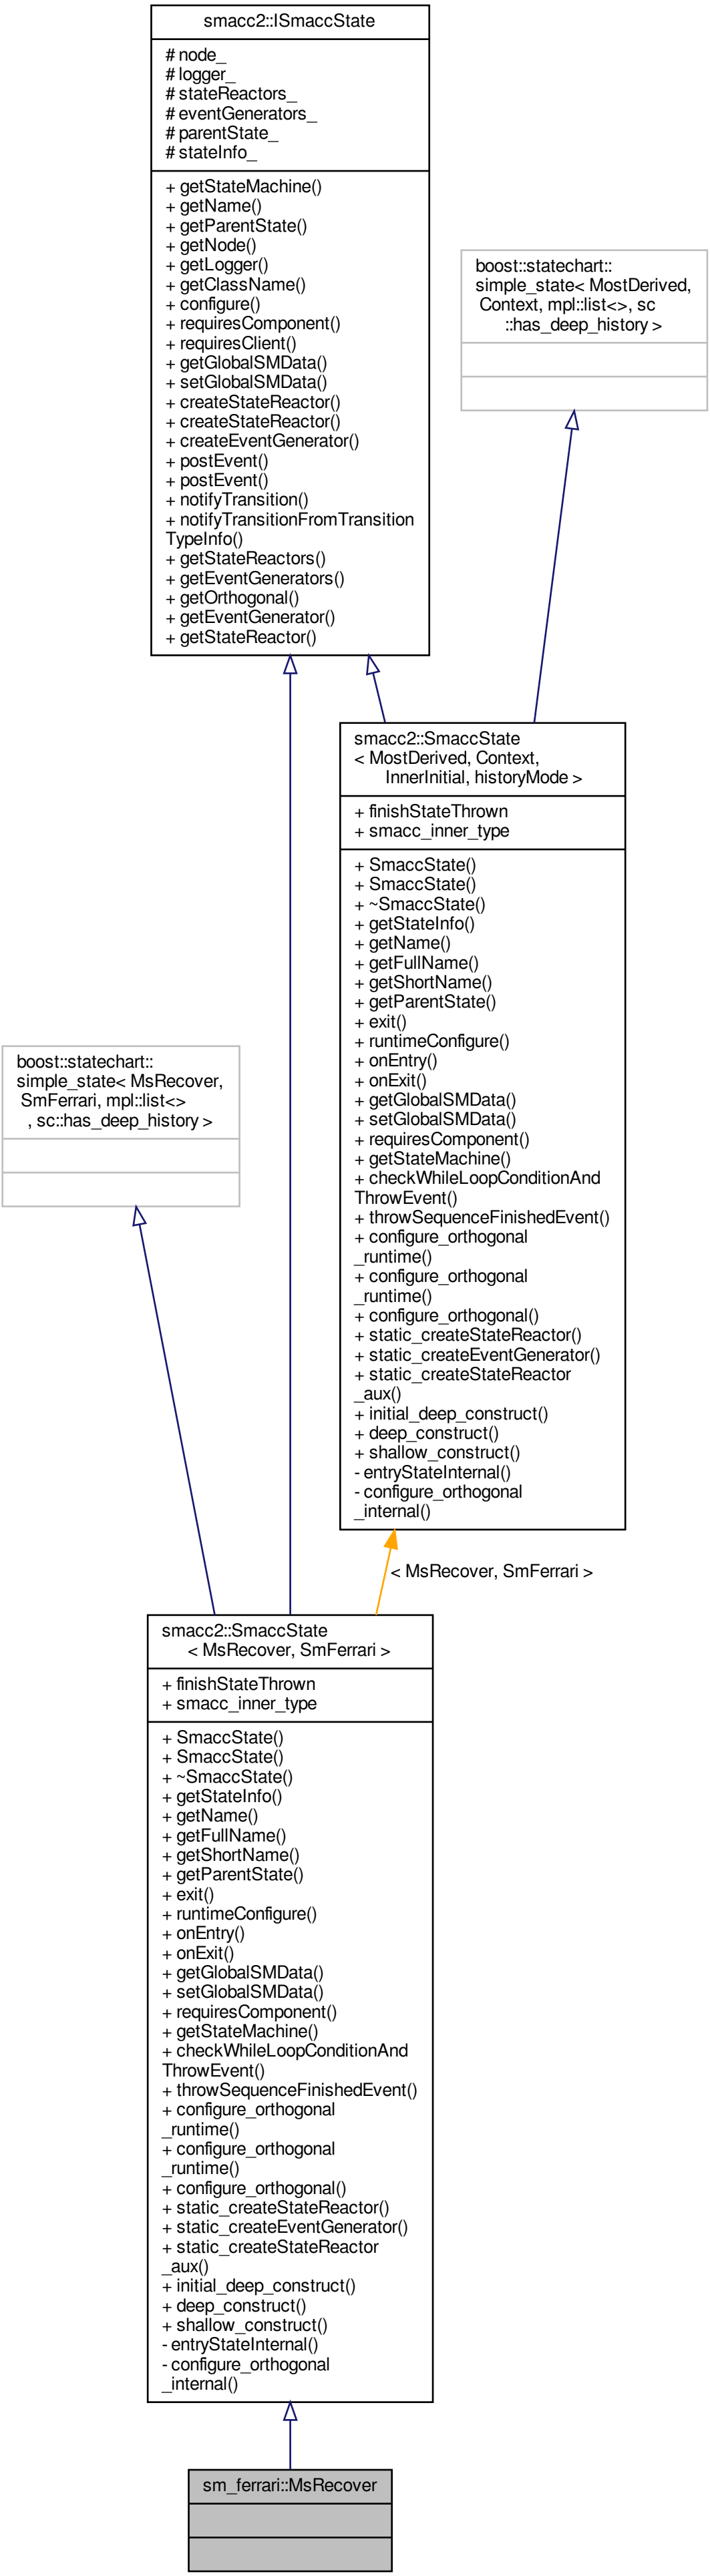 smacc2::ISmaccState
# node_
# logger_
# stateReactors_
# eventGenerators_
# parentState_
# stateInfo_
+ getStateMachine()
+ getName()
+ getParentState()
+ getNode()
+ getLogger()
+ getClassName()
+ configure()
+ requiresComponent()
+ requiresClient()
+ getGlobalSMData()
+ setGlobalSMData()
+ createStateReactor()
+ createStateReactor()
+ createEventGenerator()
+ postEvent()
+ postEvent()
+ notifyTransition()
+ notifyTransitionFromTransition
TypeInfo()
+ getStateReactors()
+ getEventGenerators()
+ getOrthogonal()
+ getEventGenerator()
+ getStateReactor()
boost::statechart::
simple_state< MostDerived,
Context, mpl::list<>, sc
::has_deep_history >
smacc2::SmaccState
< MostDerived, Context,
InnerInitial, historyMode >
+ finishStateThrown
+ smacc_inner_type
+ SmaccState()
+ SmaccState()
+ ~SmaccState()
+ getStateInfo()
+ getName()
+ getFullName()
+ getShortName()
+ getParentState()
+ exit()
+ runtimeConfigure()
+ onEntry()
+ onExit()
+ getGlobalSMData()
+ setGlobalSMData()
+ requiresComponent()
+ getStateMachine()
+ checkWhileLoopConditionAnd
ThrowEvent()
+ throwSequenceFinishedEvent()
+ configure_orthogonal
_runtime()
+ configure_orthogonal
_runtime()
+ configure_orthogonal()
+ static_createStateReactor()
+ static_createEventGenerator()
+ static_createStateReactor
_aux()
+ initial_deep_construct()
+ deep_construct()
+ shallow_construct()
- entryStateInternal()
- configure_orthogonal
_internal()
boost::statechart::
simple_state< MsRecover,
SmFerrari, mpl::list<>
, sc::has_deep_history >
< MsRecover, SmFerrari >
smacc2::SmaccState
< MsRecover, SmFerrari >
+ finishStateThrown
+ smacc_inner_type
+ SmaccState()
+ SmaccState()
+ ~SmaccState()
+ getStateInfo()
+ getName()
+ getFullName()
+ getShortName()
+ getParentState()
+ exit()
+ runtimeConfigure()
+ onEntry()
+ onExit()
+ getGlobalSMData()
+ setGlobalSMData()
+ requiresComponent()
+ getStateMachine()
+ checkWhileLoopConditionAnd
ThrowEvent()
+ throwSequenceFinishedEvent()
+ configure_orthogonal
_runtime()
+ configure_orthogonal
_runtime()
+ configure_orthogonal()
+ static_createStateReactor()
+ static_createEventGenerator()
+ static_createStateReactor
_aux()
+ initial_deep_construct()
+ deep_construct()
+ shallow_construct()
- entryStateInternal()
- configure_orthogonal
_internal()
sm_ferrari::MsRecover